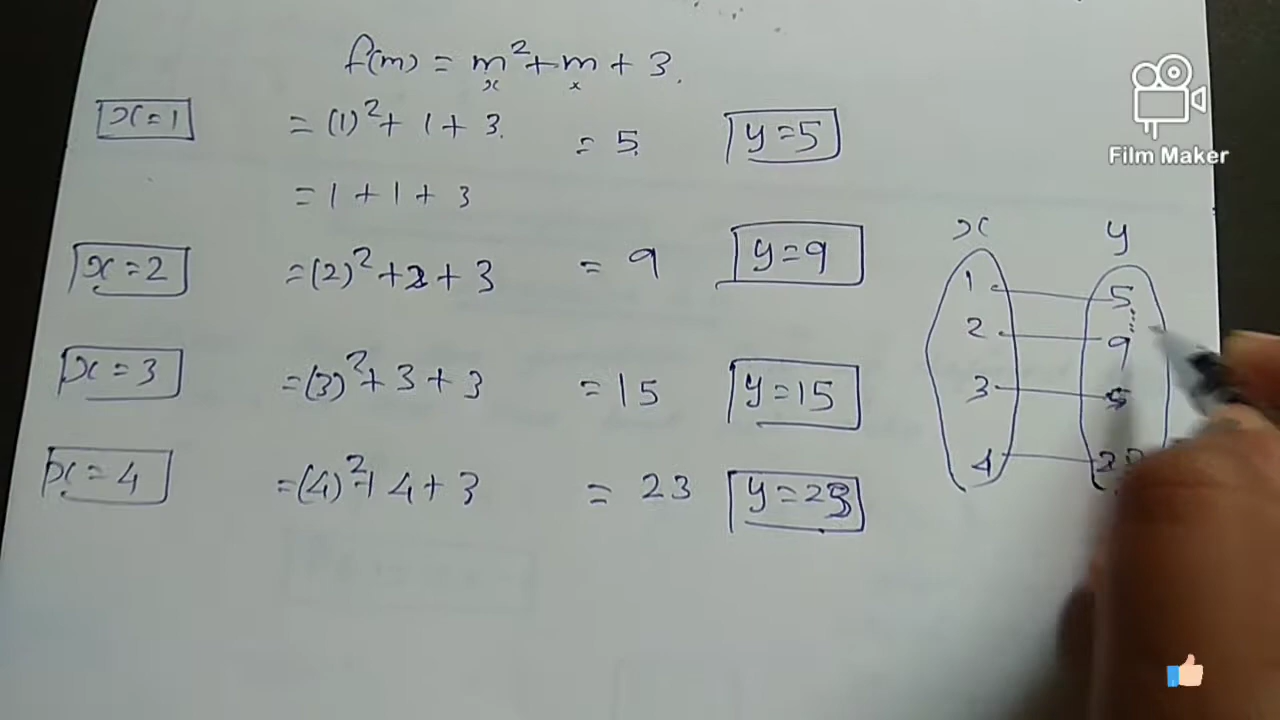 f(m) = m² + m + 3.
x x
x=1 = (1)² + 1 + 3. = 5. y=5
= 1 + 1 + 3
x=2 = (2)² + 2 + 3 = 9 y=9
x=3 = (3)² + 3 + 3 = 15 y=15
x=4 = (4)² + 4 + 3 = 23 y=23
x y
1 5
2 9
3
4
Film Maker